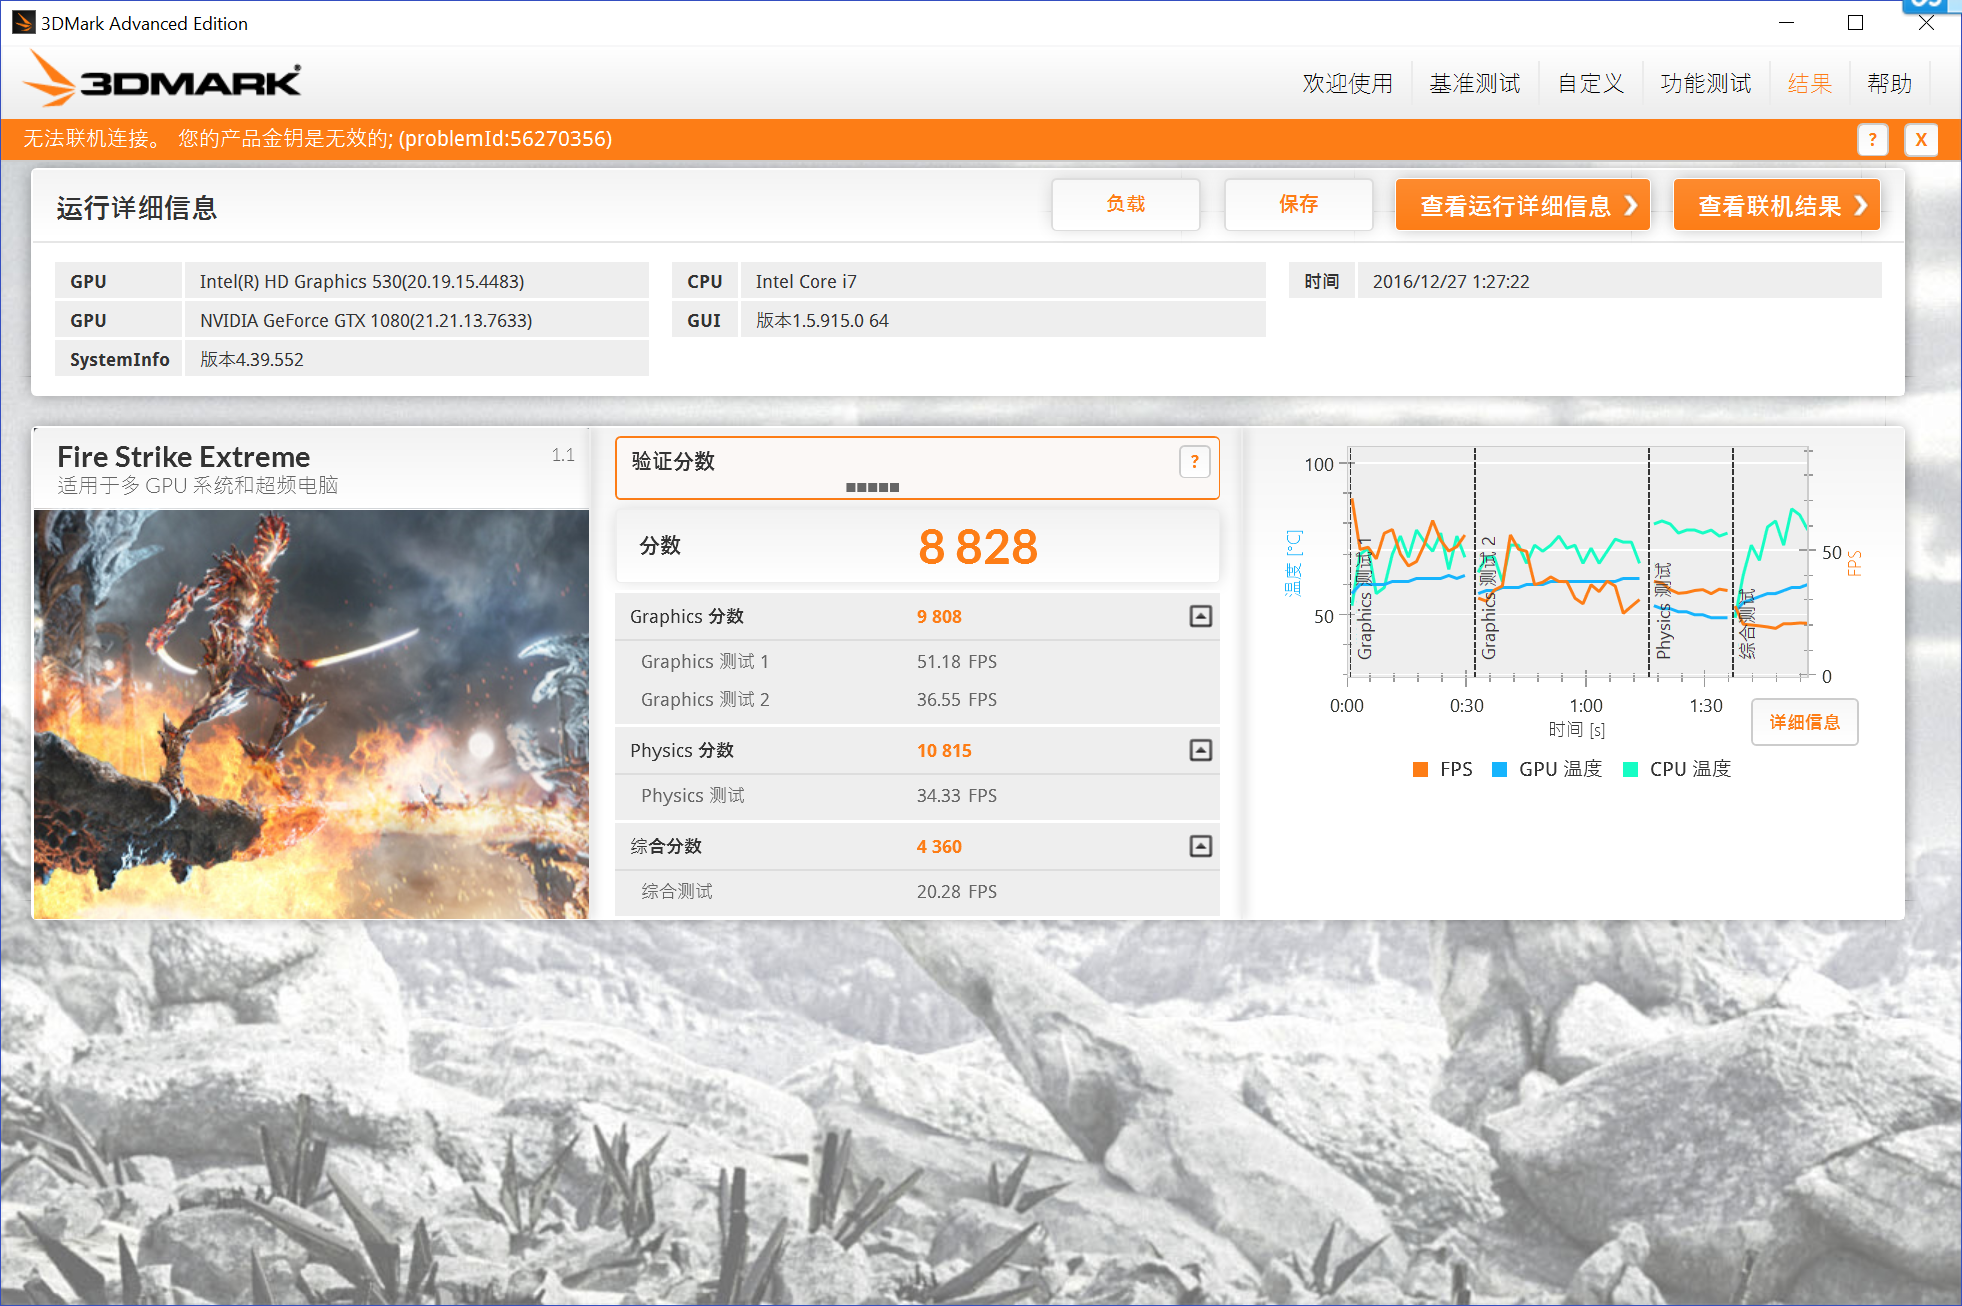 3DMark Advanced Edition
3DMARK®
欢迎使用 基准测试 自定义 功能测试 结果 帮助
无法联机连接。 您的产品金钥是无效的; (problemId:56270356) ? X
运行详细信息 负载 保存 查看运行详细信息 查看联机结果
GPU Intel(R) HD Graphics 530(20.19.15.4483)
GPU NVIDIA GeForce GTX 1080(21.21.13.7633)
SystemInfo 版本4.39.552
CPU Intel Core i7
GUI 版本1.5.915.0 64
时间 2016/12/27 1:27:22
Fire Strike Extreme 1.1
适用于多 GPU 系统和超频电脑
验证分数 ?
分数 8 828
Graphics 分数 9 808
Graphics 测试 1 51.18 FPS
Graphics 测试 2 36.55 FPS
Physics 分数 10 815
Physics 测试 34.33 FPS
综合分数 4 360
综合测试 20.28 FPS
100
50
温度 [°C]
Graphics 测试 1
Graphics 测试 2
Physics 测试
综合测试
50
0
FPS
0:00 0:30 1:00 1:30
时间 [s]
详细信息
FPS GPU 温度 CPU 温度